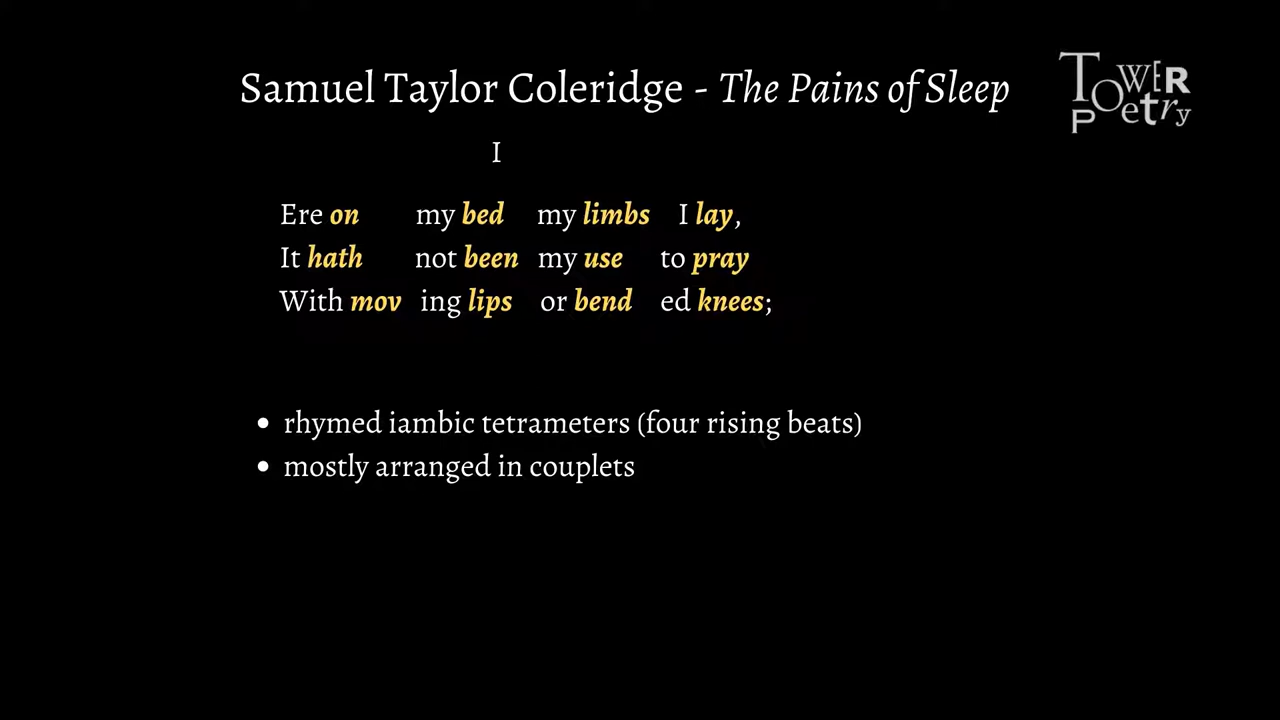 Samuel Taylor Coleridge - The Pains of Sleep
TOWER
Poetry
I
Ere on my bed my limbs I lay,
It hath not been my use to pray
With mov ing lips or bend ed knees;
• rhymed iambic tetrameters (four rising beats)
• mostly arranged in couplets